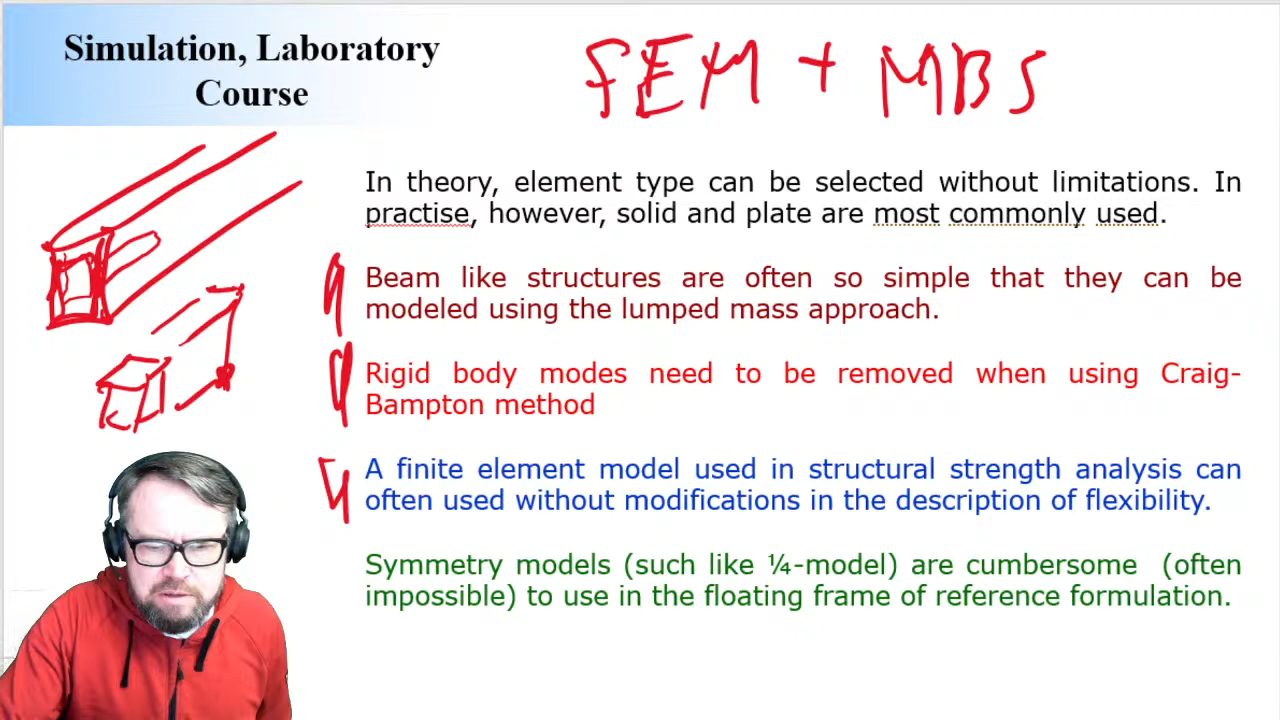 Simulation, Laboratory
Course
FEM + MBS
In theory, element type can be selected without limitations. In
practise, however, solid and plate are most commonly used.
Beam like structures are often so simple that they can be
modeled using the lumped mass approach.
Rigid body modes need to be removed when using Craig-
Bampton method
A finite element model used in structural strength analysis can
often used without modifications in the description of flexibility.
Symmetry models (such like ¼-model) are cumbersome (often
impossible) to use in the floating frame of reference formulation.